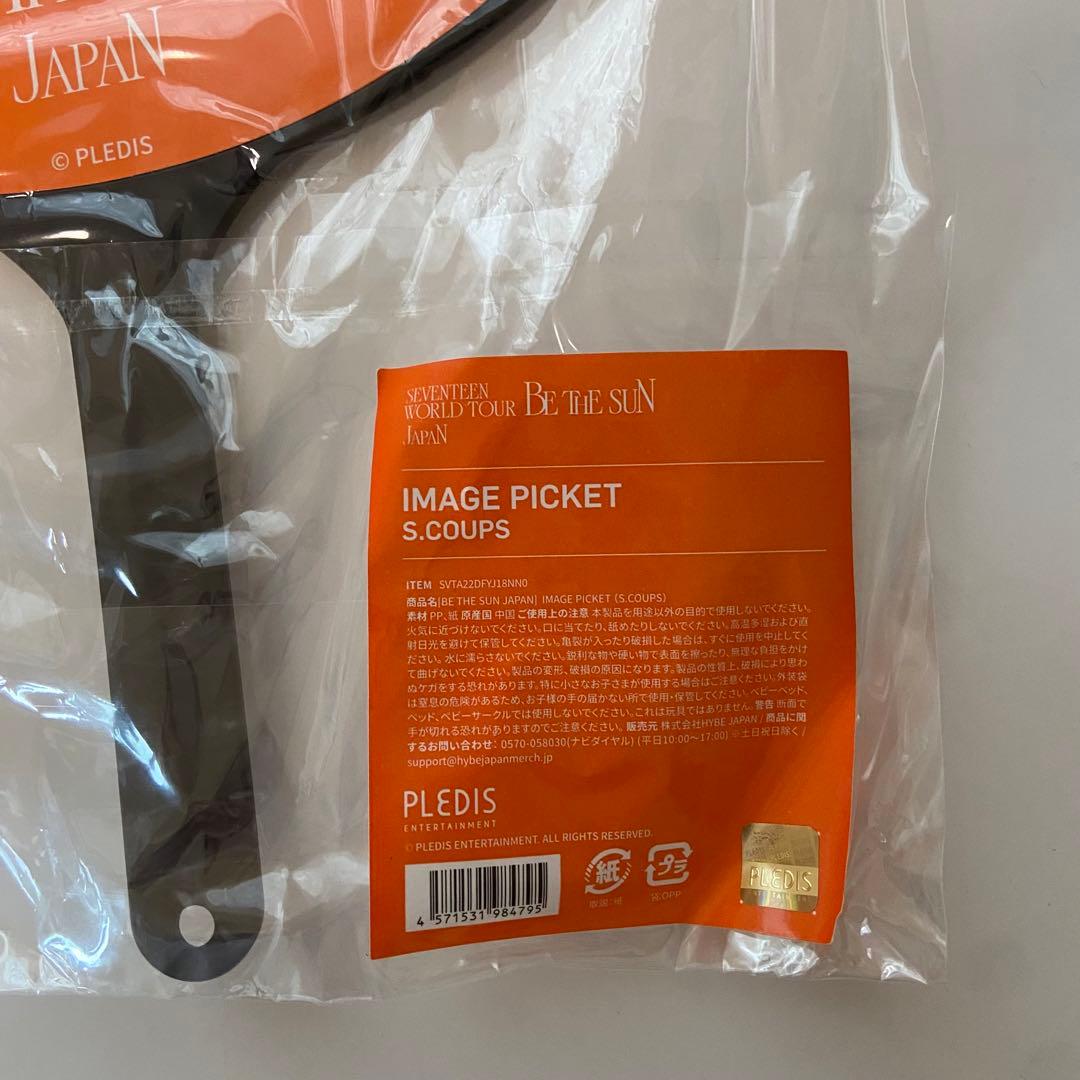 JAPAN
© PLEDIS
SEVENTEEN
WORLD TOUR BE THE SUN
JAPAN
IMAGE PICKET
S.COUPS
ITEM SVTA22DFYJ18NN0
商品名[BE THE SUN JAPAN] IMAGE PICKET (S.COUPS)
素材 PP、紙 原産国 中国 ご使用上の注意 本製品を用途以外の目的で使用しないでください。
火気に近づけないでください。口に当てたり、舐めたりしないでください。高温多湿および直
射日光を避けて保管してください。亀裂が入ったり破損した場合は、すぐに使用を中止してく
ださい。水に濡らさないでください。鋭利な物や硬い物で表面を擦ったり、無理な負担をかけ
て曲げないでください。製品の変形、破損の原因になります。製品の性質上、破損により思わ
ぬケガをする恐れがあります。特に小さなお子さまが使用する場合はご注意ください。外装袋
は窒息の危険があるため、お子様の手の届かない所で使用・保管してください。ベビーベッド、
ベッド、ベビーサークルでは使用しないでください。これは玩具ではありません。警告 断面で
手が切れる恐れがありますのでご注意ください。販売元 株式会社HYBE JAPAN / 商品に関
するお問い合わせ： 0570-058030(ナビダイヤル) (平日10:00〜17:00) ※土日祝日除く /
support@hybejapanmerch.jp
PLEDIS
ENTERTAINMENT
© PLEDIS ENTERTAINMENT. ALL RIGHTS RESERVED.
4 571531 984795
紙
取説：紙
プラ
袋:OPP
PLEDIS